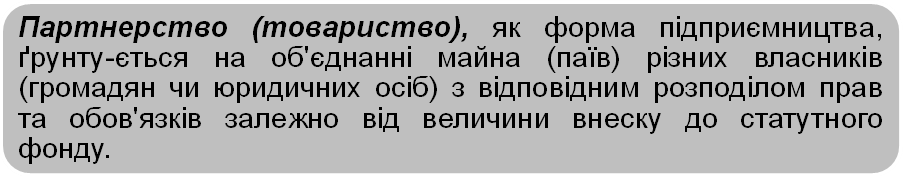 Партнерство (товариство), як форма підприємництва,
ґрунту-ється на об'єднанні майна (паїв) різних власників
(громадян чи юридичних осіб) з відповідним розподілом прав
та обов'язків залежно від величини внеску до статутного
фонду.